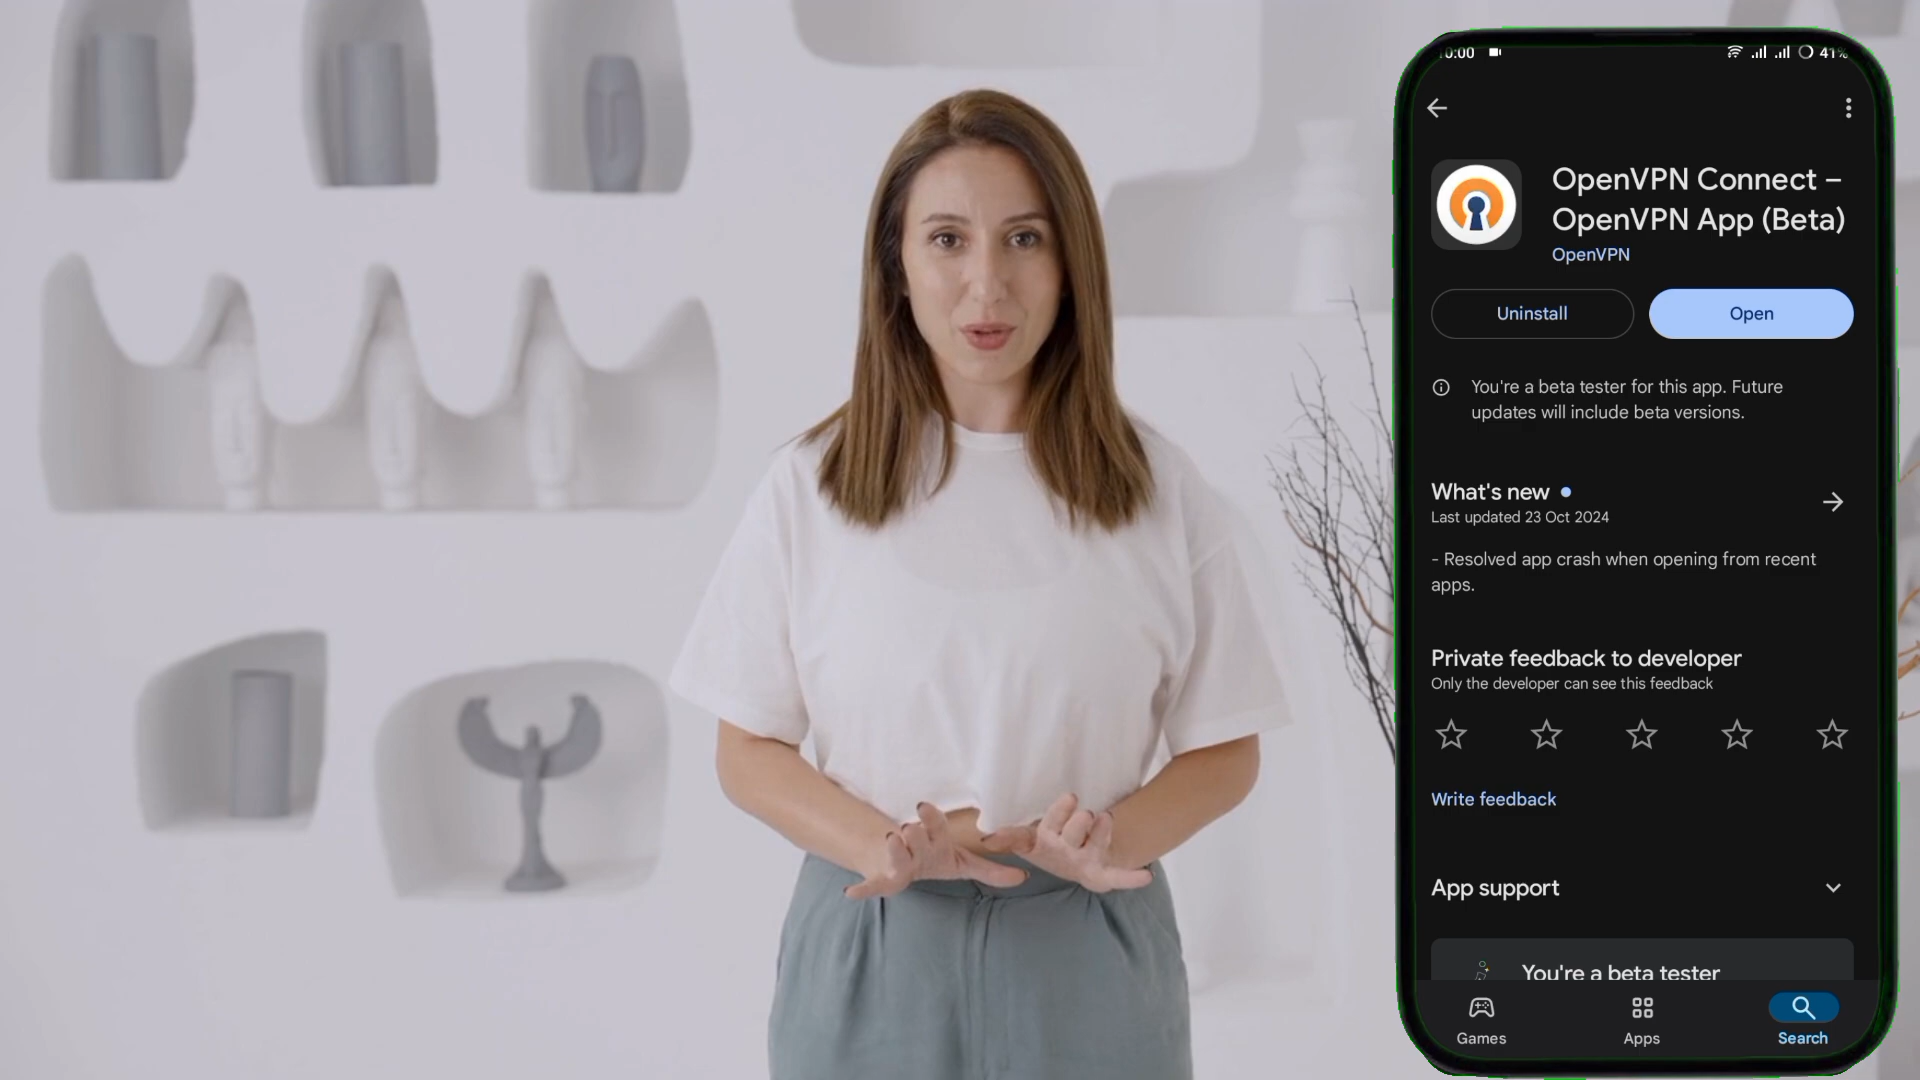 41%
OpenVPN Connect –
OpenVPN App (Beta)
OpenVPN
Uninstall
Open
You're a beta tester for this app. Future
updates will include beta versions.
What's new
Last updated 23 Oct 2024
- Resolved app crash when opening from recent
apps.
Private feedback to developer
Only the developer can see this feedback
Write feedback
App support
You're a beta tester
Games
Apps
Search